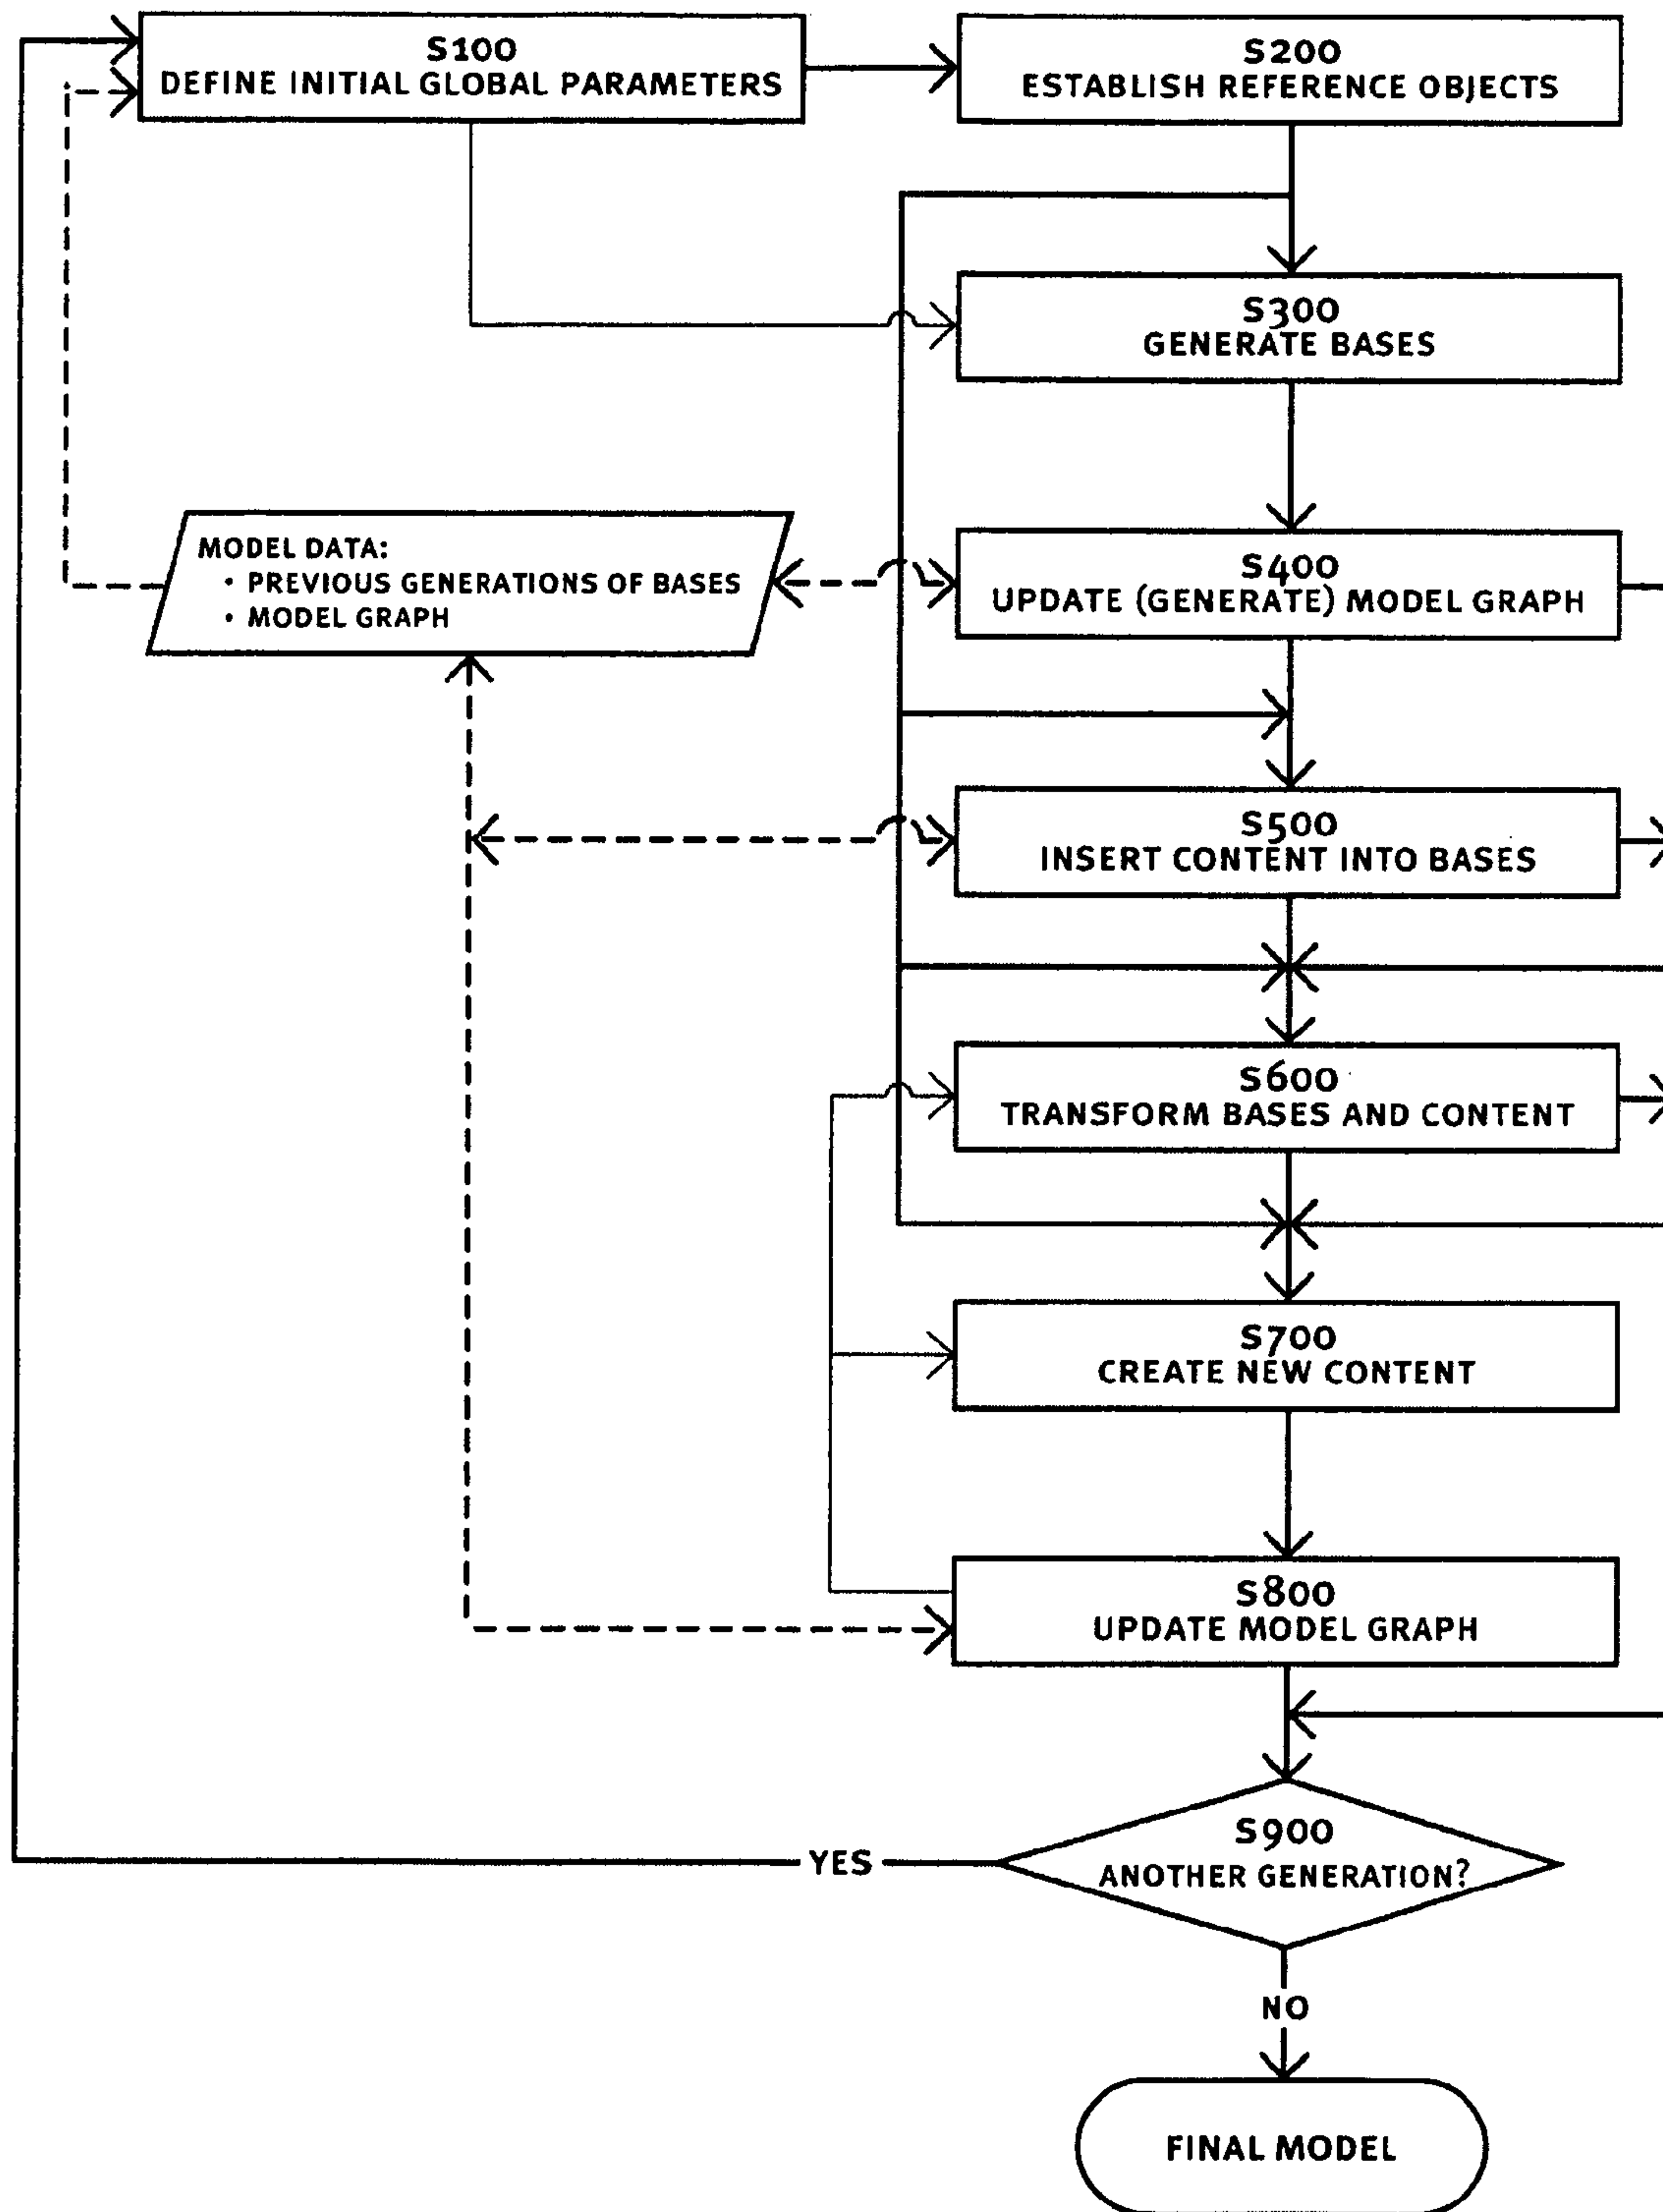 S100
DEFINE INITIAL GLOBAL PARAMETERS
S200
ESTABLISH REFERENCE OBJECTS
S300
GENERATE BASES
MODEL DATA:
• PREVIOUS GENERATIONS OF BASES
• MODEL GRAPH
S400
UPDATE (GENERATE) MODEL GRAPH
S500
INSERT CONTENT INTO BASES
S600
TRANSFORM BASES AND CONTENT
S700
CREATE NEW CONTENT
S800
UPDATE MODEL GRAPH
S900
ANOTHER GENERATION?
YES
NO
FINAL MODEL